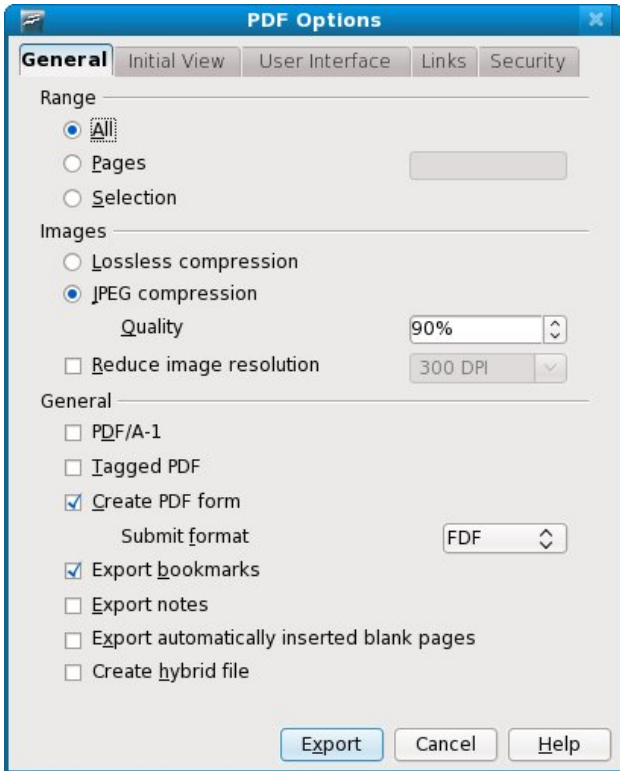 PDF Options
General Initial View User Interface Links Security
Range
All
Pages
Selection
Images
Lossless compression
JPEG compression
Quality 90%
Reduce image resolution 300 DPI
General
PDF/A-1
Tagged PDF
Create PDF form
Submit format FDF
Export bookmarks
Export notes
Export automatically inserted blank pages
Create hybrid file
Export Cancel Help